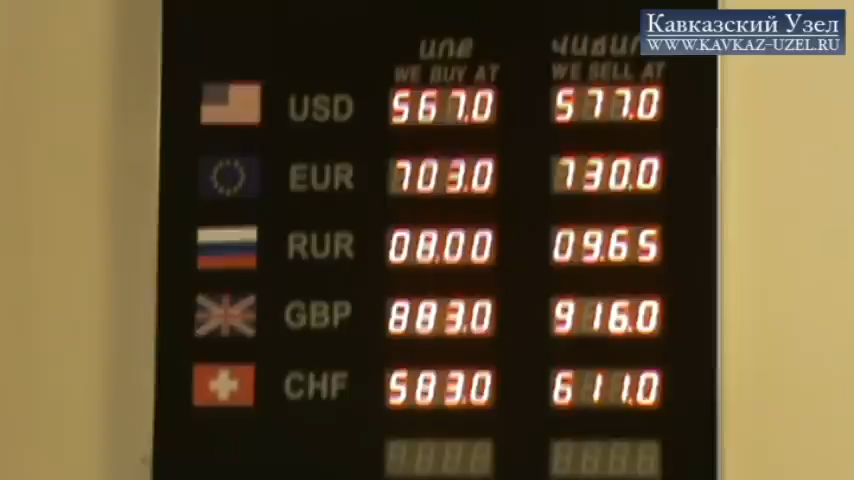 Кавказский Узел
WWW.KAVKAZ-UZEL.RU
առք վաճառ
WE BUY AT WE SELL AT
USD 567.0 577.0
EUR 703.0 730.0
RUR 08.00 09.65
GBP 883.0 916.0
CHF 583.0 611.0